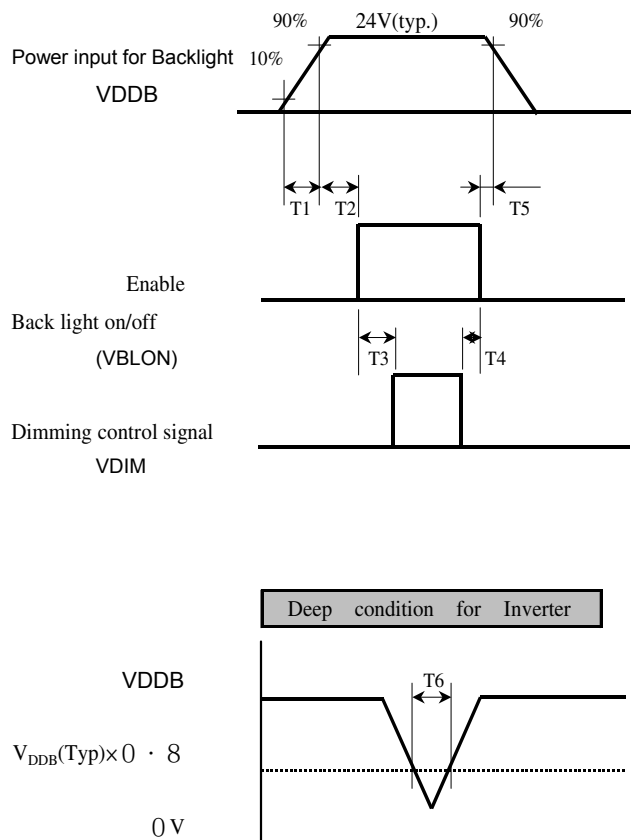 90% 24V(typ.) 90%
Power input for Backlight 10%
VDDB
T1 T2 T5
Enable
Back light on/off
(VBLON)
T3 T4
Dimming control signal
VDIM
Deep condition for Inverter
VDDB
T6
VDDB(Typ)×0・8
0V